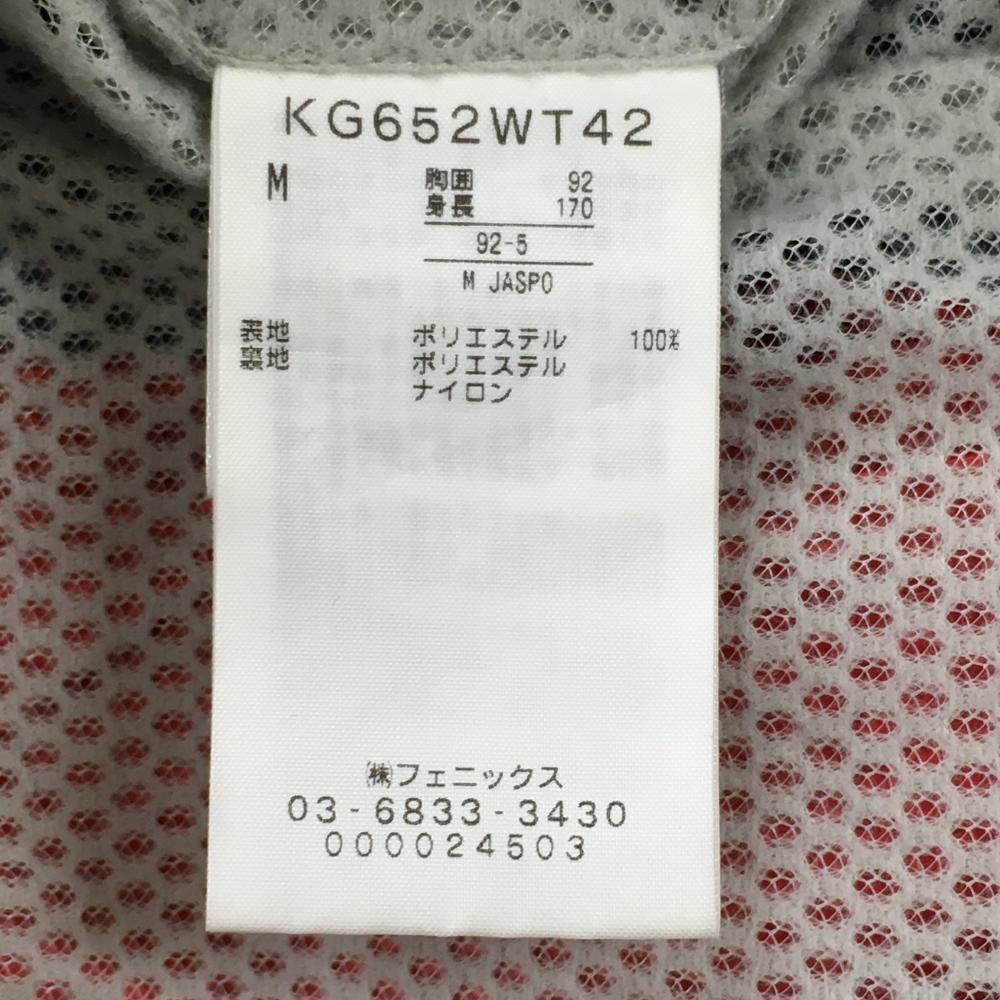 KG652WT42
M 胸囲 92
身長 170
92-5
M JASPO
表地 ポリエステル 100%
裏地 ポリエステル
ナイロン
㈱フェニックス
03-6833-3430
000024503